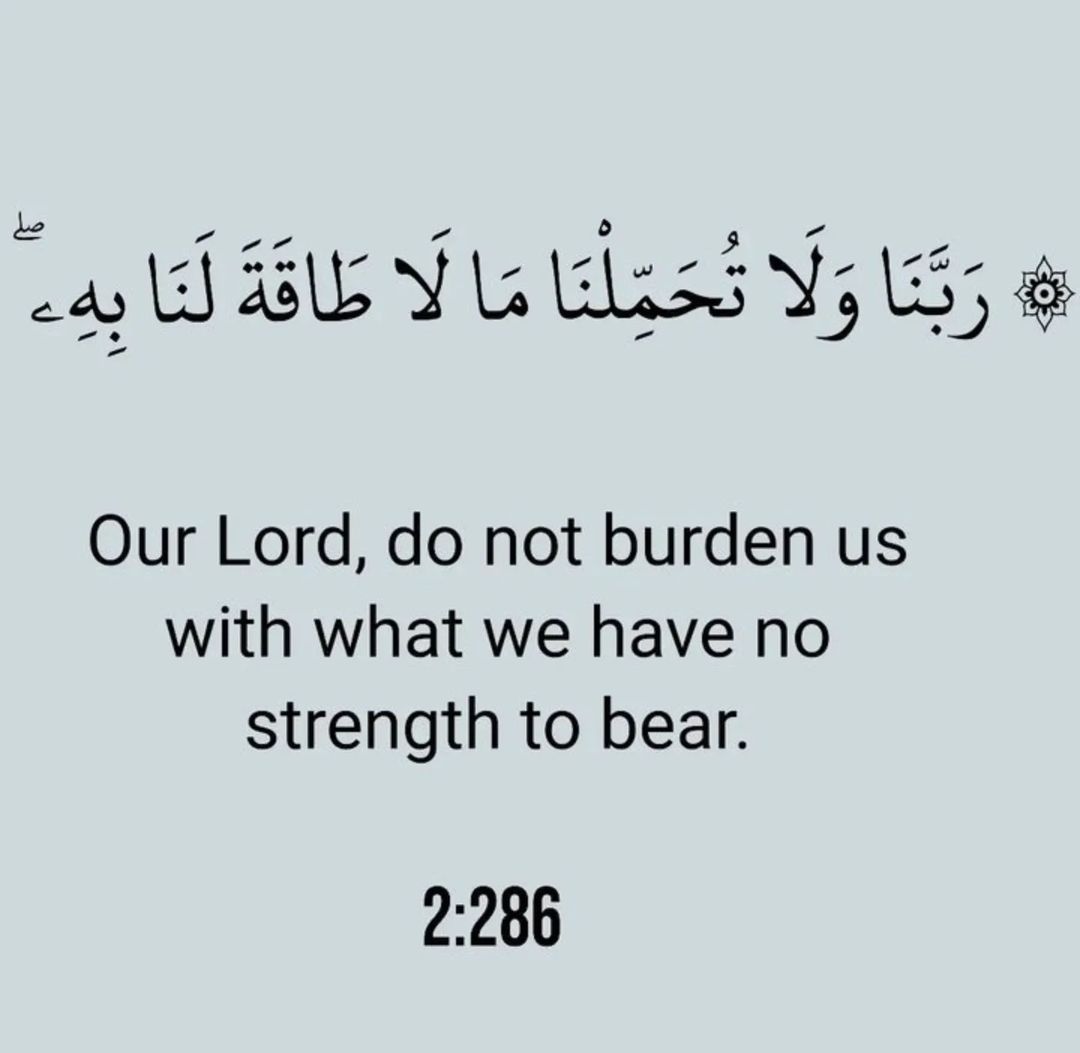 ۞ رَبَّنَا وَلَا تُحَمِّلْنَا مَا لَا طَاقَةَ لَنَا بِهِۦ ۖ
Our Lord, do not burden us
with what we have no
strength to bear.
2:286